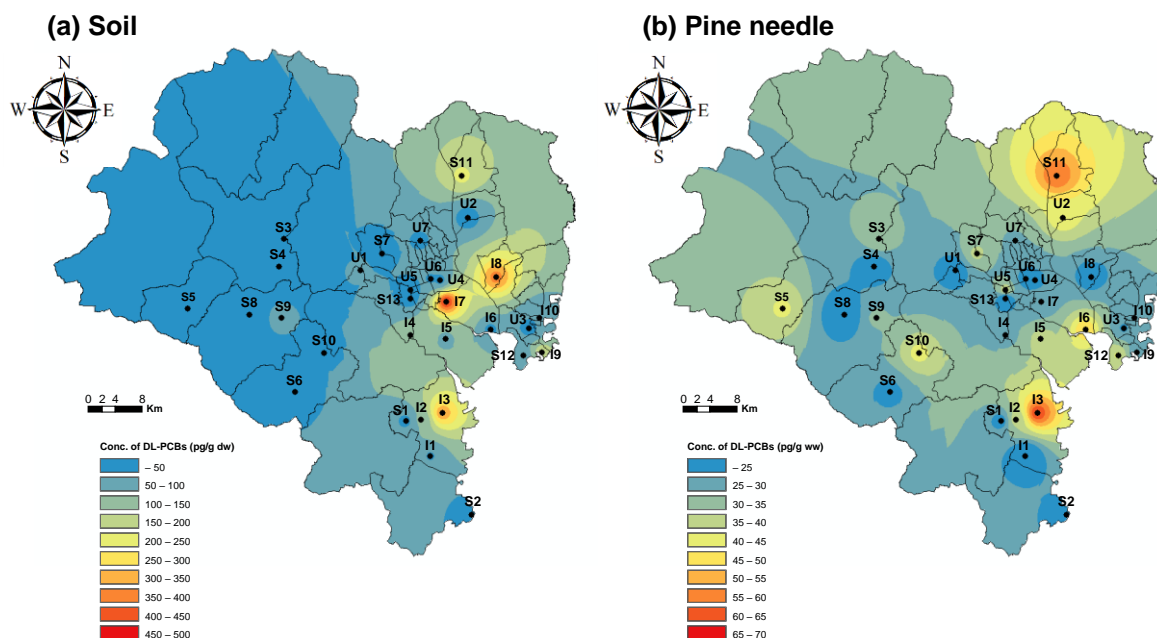 (a) Soil
N
W E
S
S11
U2
U7
S7
S3
U1
S4
I8
U6
U4
U5
S13
I7
S5
S8
S9
I10
I6
U3
I4
I5
S10
S12
I9
S6
I3
S1
I2
I1
S2
0 2 4 8
Km
Conc. of DL-PCBs (pg/g dw)
– 50
50 – 100
100 – 150
150 – 200
200 – 250
250 – 300
300 – 350
350 – 400
400 – 450
450 – 500
(b) Pine needle
N
W E
S
S11
U2
U7
S7
S3
U1
S4
I8
U6
U4
U5
S13
I7
S5
S8
S9
I10
I6
U3
I4
I5
S10
S12
I9
S6
I3
S1
I2
I1
S2
0 2 4 8
Km
Conc. of DL-PCBs (pg/g ww)
– 25
25 – 30
30 – 35
35 – 40
40 – 45
45 – 50
50 – 55
55 – 60
60 – 65
65 – 70